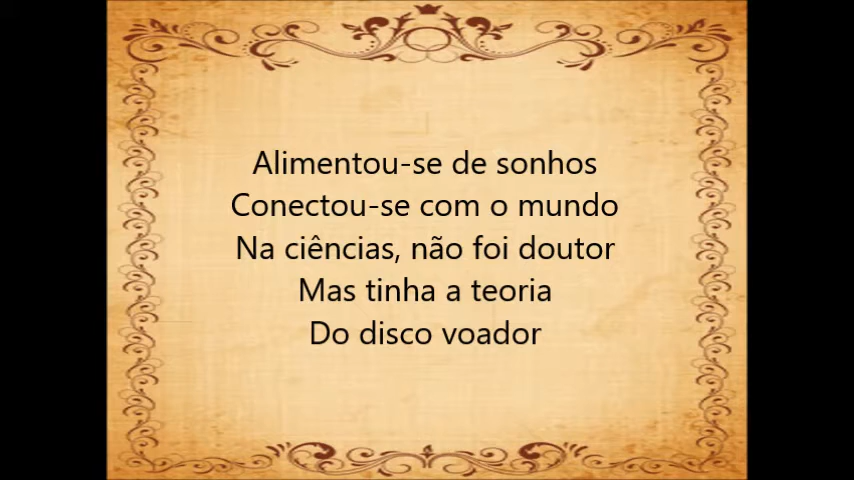 Alimentou-se de sonhos
Conectou-se com o mundo
Na ciências, não foi doutor
Mas tinha a teoria
Do disco voador